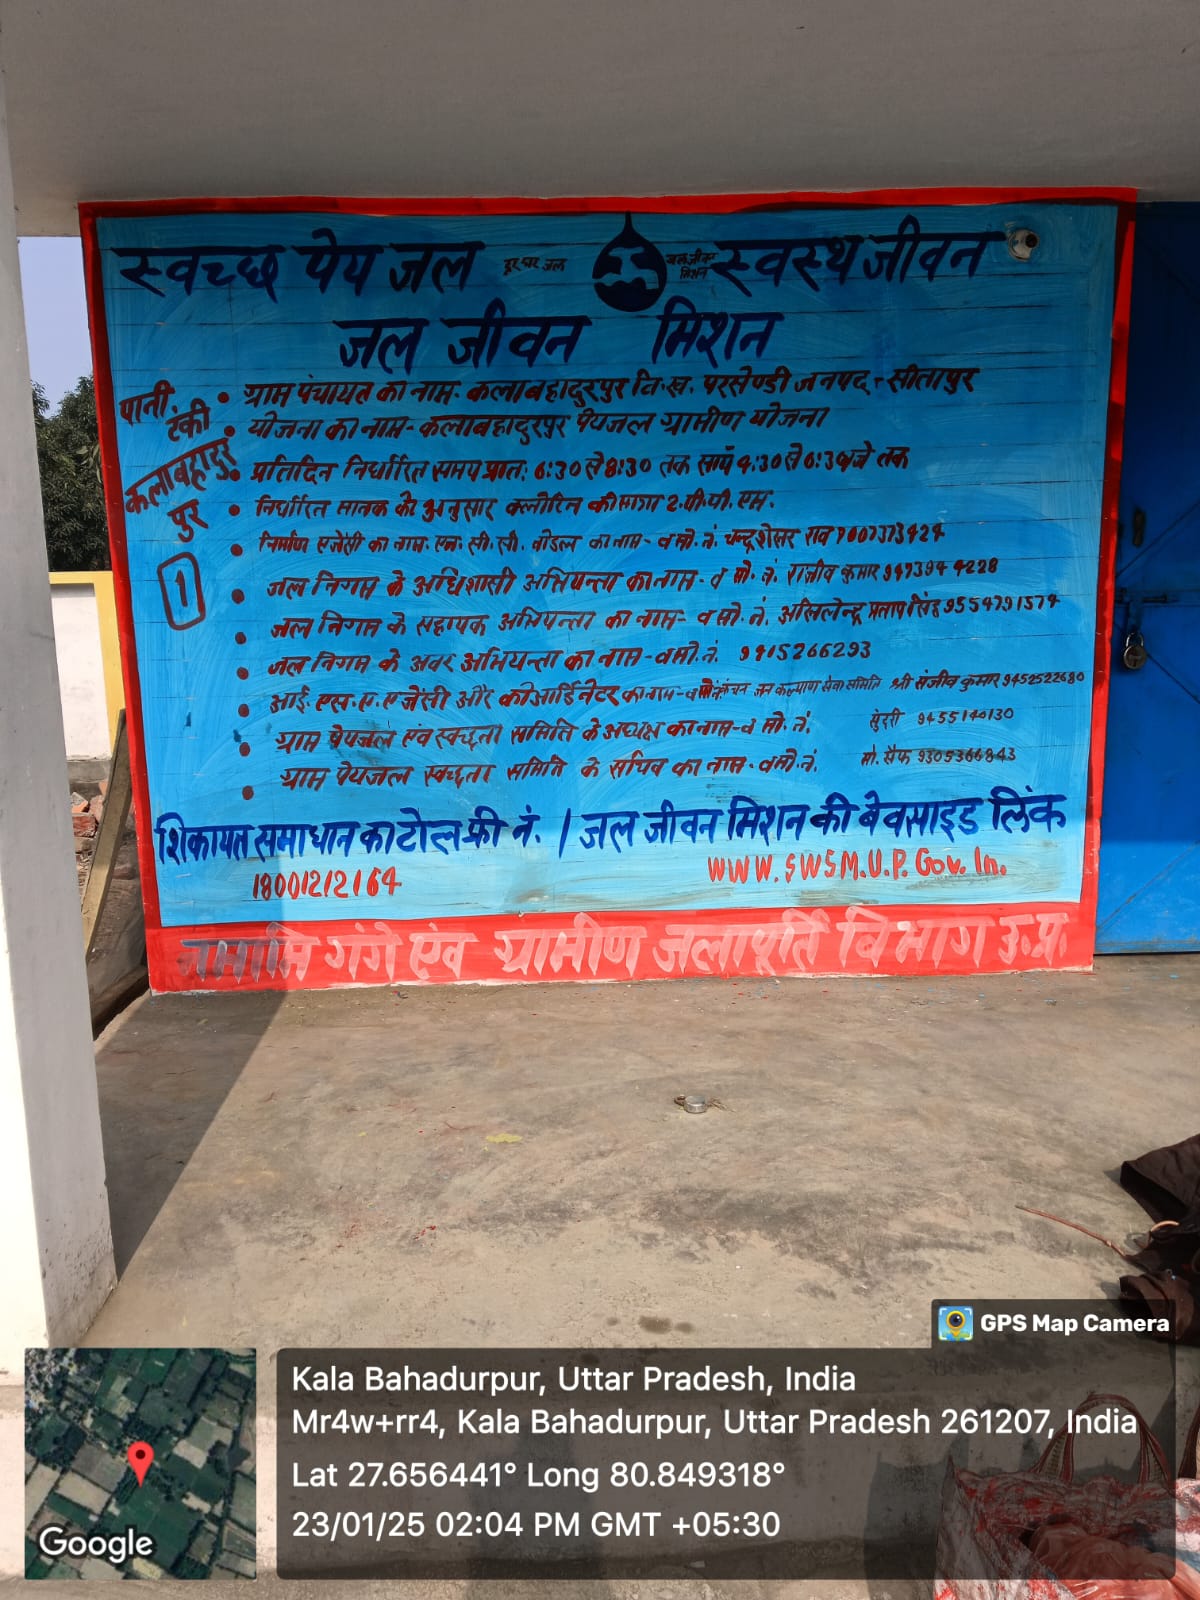 स्वच्छ पेय जल हर घर जल जल जीवन मिशन स्वस्थ जीवन
जल जीवन मिशन
पानी टंकी कलाबहादुर पुर 1
• ग्राम पंचायत का नाम- कलाबहादुरपुर वि.ख. परसेण्डी जनपद - सीतापुर
योजना का नाम- कलाबहादुरपुर पेयजल ग्रामीण योजना
• प्रतिदिन निर्धारित समय प्रात: 6:30 से 8:30 तक सायं 4:30 से 6:30 बजे तक
• निर्धारित मानक के अनुसार क्लोरिन की मात्रा 2.पी.पी.एम.
• निर्माण एजेंसी का नाम. एन.सी.सी. नोडल का नाम- व मो.नं. चन्द्रशेखर राव 7007373424
• जल निगम के अधिशासी अभियन्ता का नाम- व मो.नं. राजीव कुमार 9473944228
• जल निगम के सहायक अभियन्ता का नाम- व मो.नं. अखिलेन्द्र प्रताप सिंह 9554791574
• जल निगम के अवर अभियन्ता का नाम- व मो.नं. 9415266293
• आई.एस.ए. एजेंसी और कोआर्डिनेटर का नाम- व जन कल्याण सेवा समिति श्री संजीव कुमार 9452522680
• ग्राम पेयजल एंव स्वच्छता समिति के अध्यक्ष का नाम- व मो.नं. सुंदरी 9455140130
• ग्राम पेयजल स्वच्छता समिति के सचिव का नाम- व मो.नं. मो. सैफ 9305366843
शिकायत समाधान का टोल फ्री नं. / जल जीवन मिशन की बेवसाइड लिंक
18001212164 WWW.SWSM.U.P.Gov.In.
नमामि गंगे एंव ग्रामीण जलापूर्ति विभाग उ.प्र.
GPS Map Camera
Kala Bahadurpur, Uttar Pradesh, India
Mr4w+rr4, Kala Bahadurpur, Uttar Pradesh 261207, India
Lat 27.656441° Long 80.849318°
23/01/25 02:04 PM GMT +05:30
Google